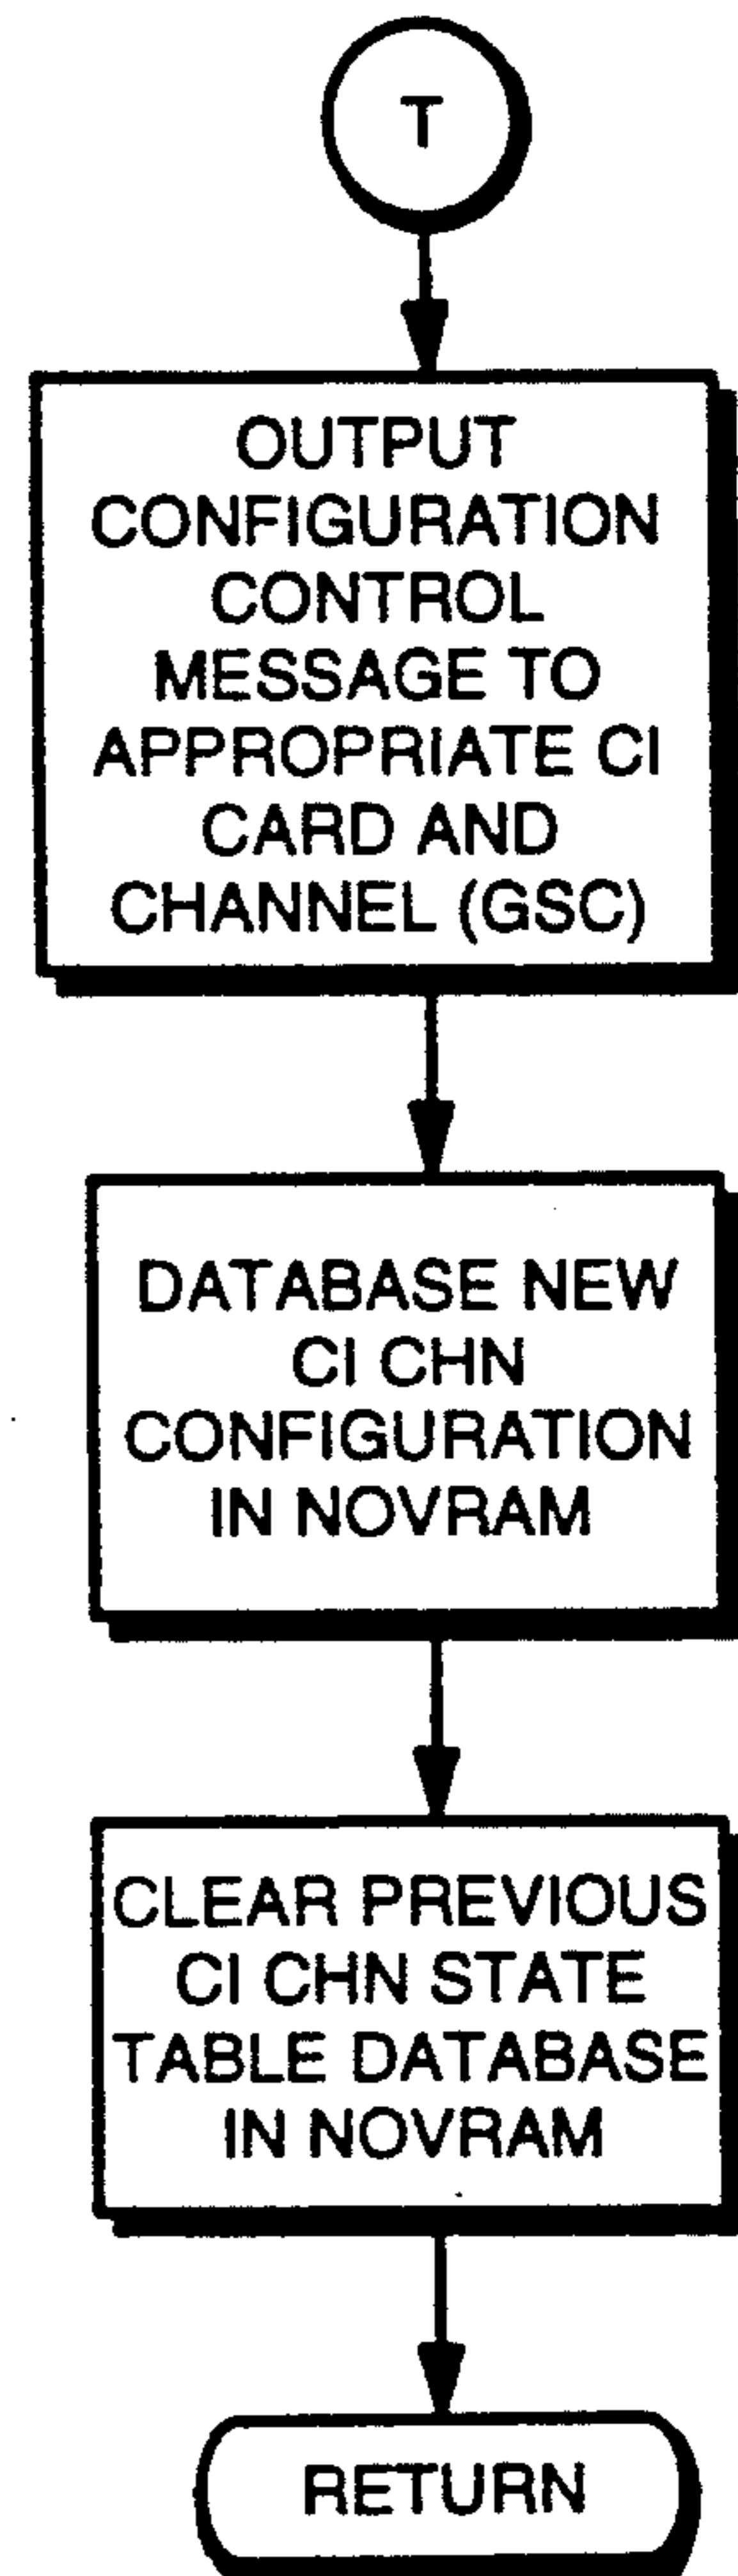 T
OUTPUT
CONFIGURATION
CONTROL
MESSAGE TO
APPROPRIATE CI
CARD AND
CHANNEL (GSC)
DATABASE NEW
CI CHN
CONFIGURATION
IN NOVRAM
CLEAR PREVIOUS
CI CHN STATE
TABLE DATABASE
IN NOVRAM
RETURN